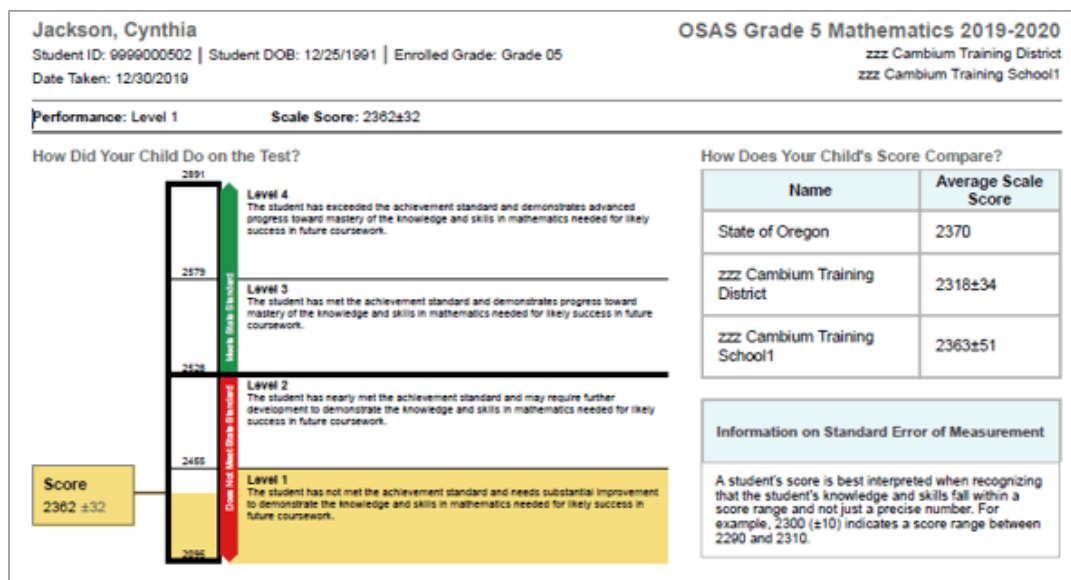 Jackson, Cynthia
Student ID: 9999000502 | Student DOB: 12/25/1991 | Enrolled Grade: Grade 05
Date Taken: 12/30/2019
OSAS Grade 5 Mathematics 2019-2020
zzz Cambium Training District
zzz Cambium Training School1
Performance: Level 1
Scale Score: 2362±32
How Did Your Child Do on the Test?
2891
Level 4
The student has exceeded the achievement standard and demonstrates advanced
progress toward mastery of the knowledge and skills in mathematics needed for likely
success in future coursework.
2579
Level 3
The student has met the achievement standard and demonstrates progress toward
mastery of the knowledge and skills in mathematics needed for likely success in future
coursework.
Meets State Standard
2528
Level 2
The student has nearly met the achievement standard and may require further
development to demonstrate the knowledge and skills in mathematics needed for likely
success in future coursework.
2455
Level 1
The student has not met the achievement standard and needs substantial improvement
to demonstrate the knowledge and skills in mathematics needed for likely success in
future coursework.
Does Not Meet State Standard
2095
Score
2362 ±32
How Does Your Child's Score Compare?
Name
Average Scale
Score
State of Oregon
2370
zzz Cambium Training
District
2318±34
zzz Cambium Training
School1
2363±51
Information on Standard Error of Measurement
A student's score is best interpreted when recognizing
that the student's knowledge and skills fall within a
score range and not just a precise number. For
example, 2300 (±10) indicates a score range between
2290 and 2310.